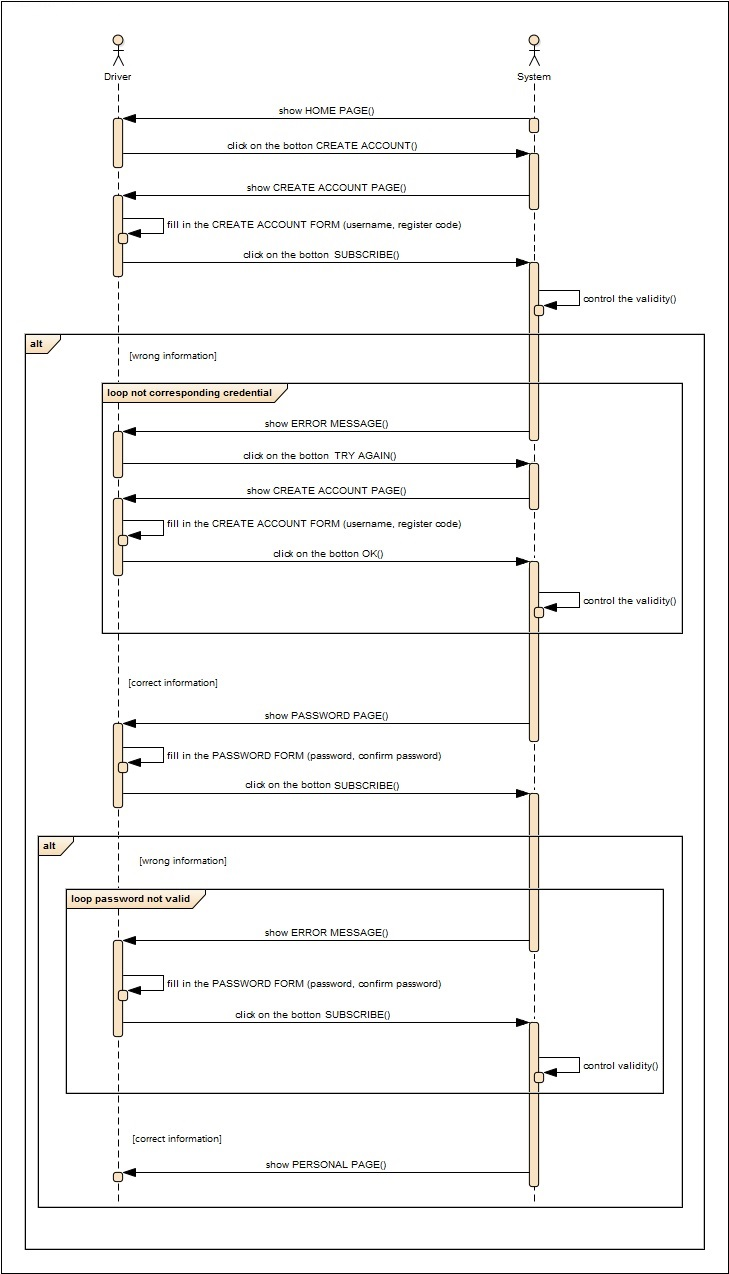 Driver
System
show HOME PAGE()
click on the botton CREATE ACCOUNT()
show CREATE ACCOUNT PAGE()
fill in the CREATE ACCOUNT FORM (username, register code)
click on the botton SUBSCRIBE()
control the validity()
alt
[wrong information]
loop not corresponding credential
show ERROR MESSAGE()
click on the botton TRY AGAIN()
show CREATE ACCOUNT PAGE()
fill in the CREATE ACCOUNT FORM (username, register code)
click on the botton OK()
control the validity()
[correct information]
show PASSWORD PAGE()
fill in the PASSWORD FORM (password, confirm password)
click on the botton SUBSCRIBE()
alt
[wrong information]
loop password not valid
show ERROR MESSAGE()
fill in the PASSWORD FORM (password, confirm password)
click on the botton SUBSCRIBE()
control validity()
[correct information]
show PERSONAL PAGE()